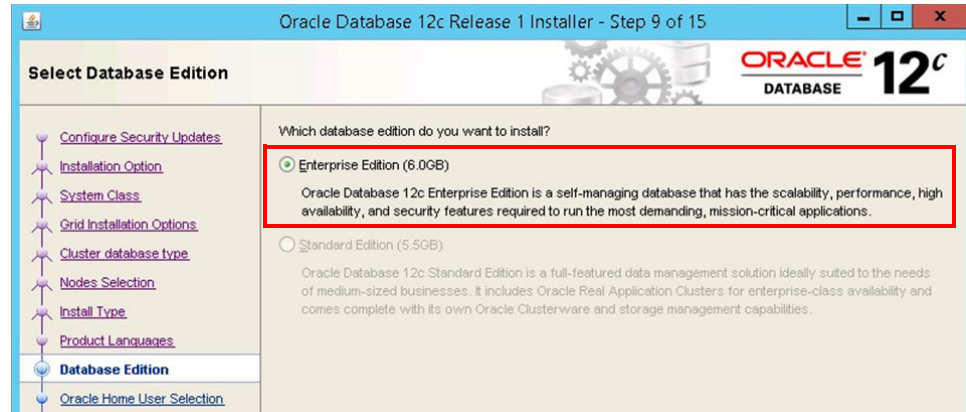 Oracle Database 12c Release 1 Installer - Step 9 of 15
Select Database Edition
ORACLE 12c
DATABASE
Configure Security Updates
Installation Option
System Class
Grid Installation Options
Cluster database type
Nodes Selection
Install Type
Product Languages
Database Edition
Oracle Home User Selection
Which database edition do you want to install?
Enterprise Edition (6.0GB)
Oracle Database 12c Enterprise Edition is a self-managing database that has the scalability, performance, high
availability, and security features required to run the most demanding, mission-critical applications.
Standard Edition (5.5GB)
Oracle Database 12c Standard Edition is a full-featured data management solution ideally suited to the needs
of medium-sized businesses. It includes Oracle Real Application Clusters for enterprise-class availability and
comes complete with its own Oracle Clusterware and storage management capabilities.